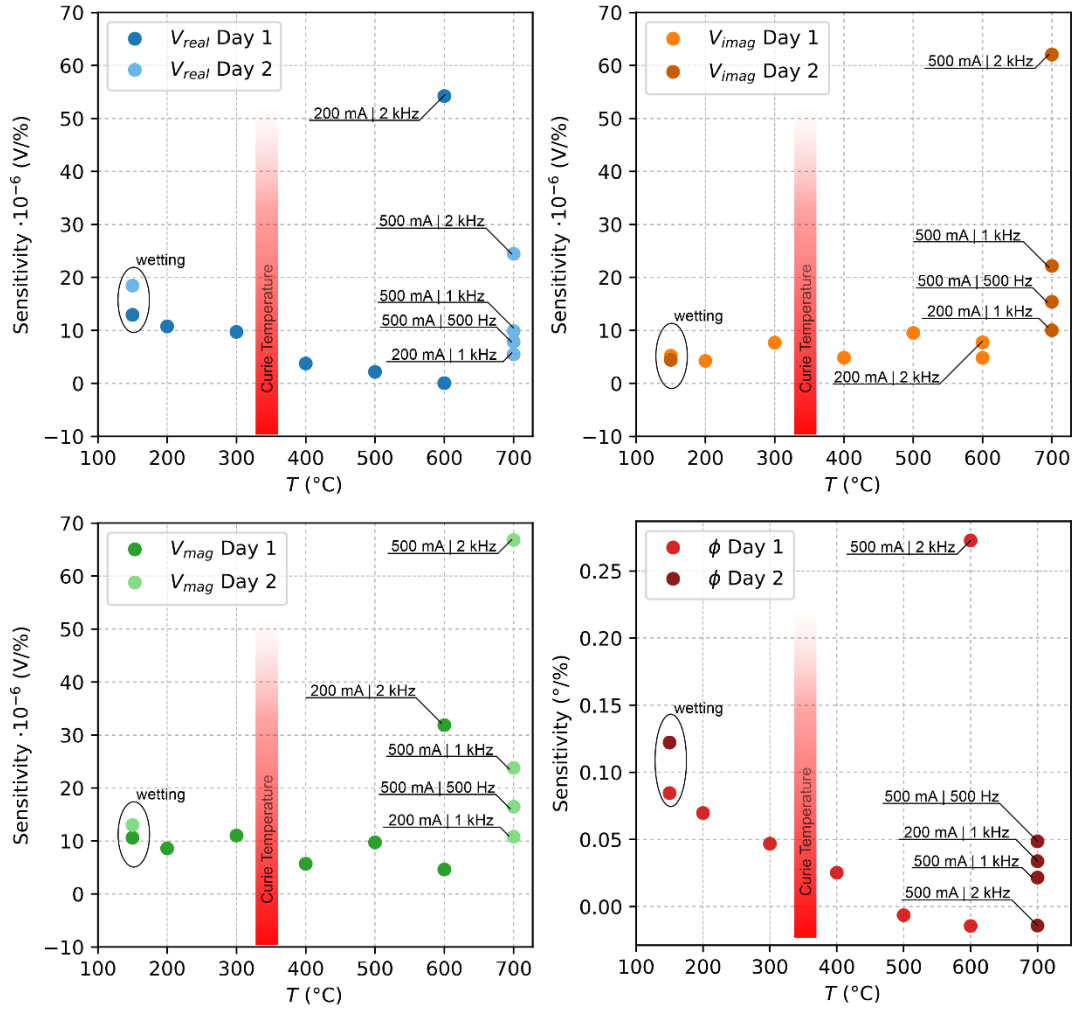 V_real Day 1
V_real Day 2
200 mA | 2 kHz
500 mA | 2 kHz
500 mA | 1 kHz
500 mA | 500 Hz
200 mA | 1 kHz
wetting
Curie Temperature
Sensitivity ·10⁻⁶ (V/%)
70
60
50
40
30
20
10
0
−10
100 200 300 400 500 600 700
T (°C)
V_imag Day 1
V_imag Day 2
500 mA | 2 kHz
500 mA | 1 kHz
500 mA | 500 Hz
200 mA | 1 kHz
200 mA | 2 kHz
wetting
Curie Temperature
Sensitivity ·10⁻⁶ (V/%)
70
60
50
40
30
20
10
0
−10
100 200 300 400 500 600 700
T (°C)
V_mag Day 1
V_mag Day 2
500 mA | 2 kHz
200 mA | 2 kHz
500 mA | 1 kHz
500 mA | 500 Hz
200 mA | 1 kHz
wetting
Curie Temperature
Sensitivity ·10⁻⁶ (V/%)
70
60
50
40
30
20
10
0
−10
100 200 300 400 500 600 700
T (°C)
ϕ Day 1
ϕ Day 2
500 mA | 2 kHz
wetting
500 mA | 500 Hz
200 mA | 1 kHz
500 mA | 1 kHz
500 mA | 2 kHz
Curie Temperature
Sensitivity (°/%)
0.25
0.20
0.15
0.10
0.05
0.00
100 200 300 400 500 600 700
T (°C)